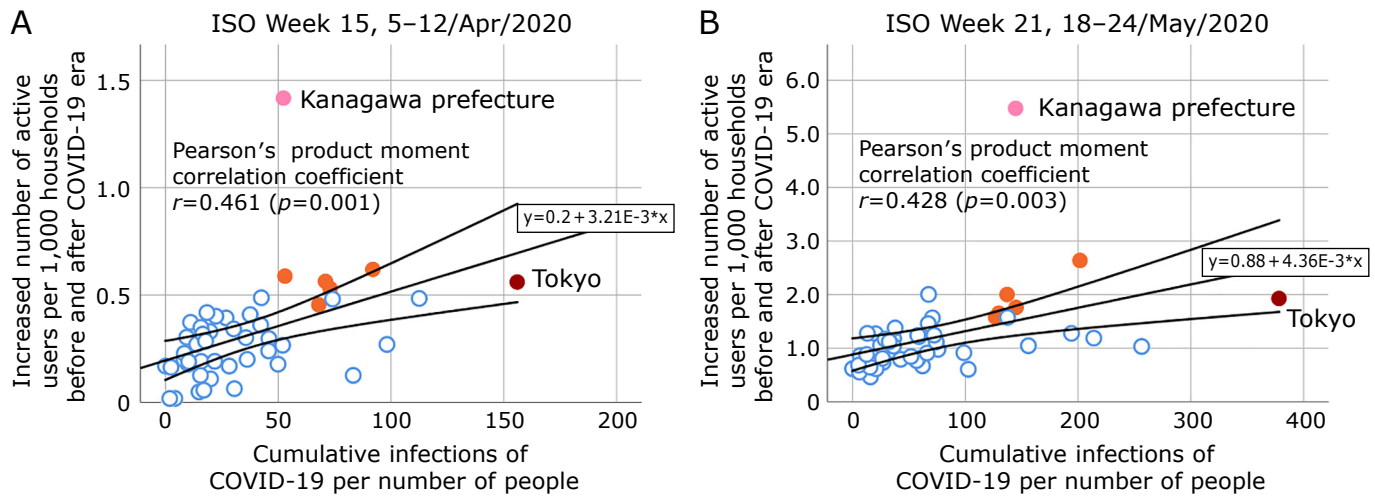 A
ISO Week 15, 5–12/Apr/2020
Increased number of active
users per 1,000 households
before and after COVID-19 era
1.5
1.0
0.5
0
Kanagawa prefecture
Pearson’s product moment
correlation coefficient
r=0.461 (p=0.001)
y=0.2+3.21E-3*x
Tokyo
0
50
100
150
200
Cumulative infections of
COVID-19 per number of people
B
ISO Week 21, 18–24/May/2020
Increased number of active
users per 1,000 households
before and after COVID-19 era
6.0
5.0
4.0
3.0
2.0
1.0
0.0
Kanagawa prefecture
Pearson’s product moment
correlation coefficient
r=0.428 (p=0.003)
y=0.88+4.36E-3*x
Tokyo
0
100
200
300
400
Cumulative infections of
COVID-19 per number of people